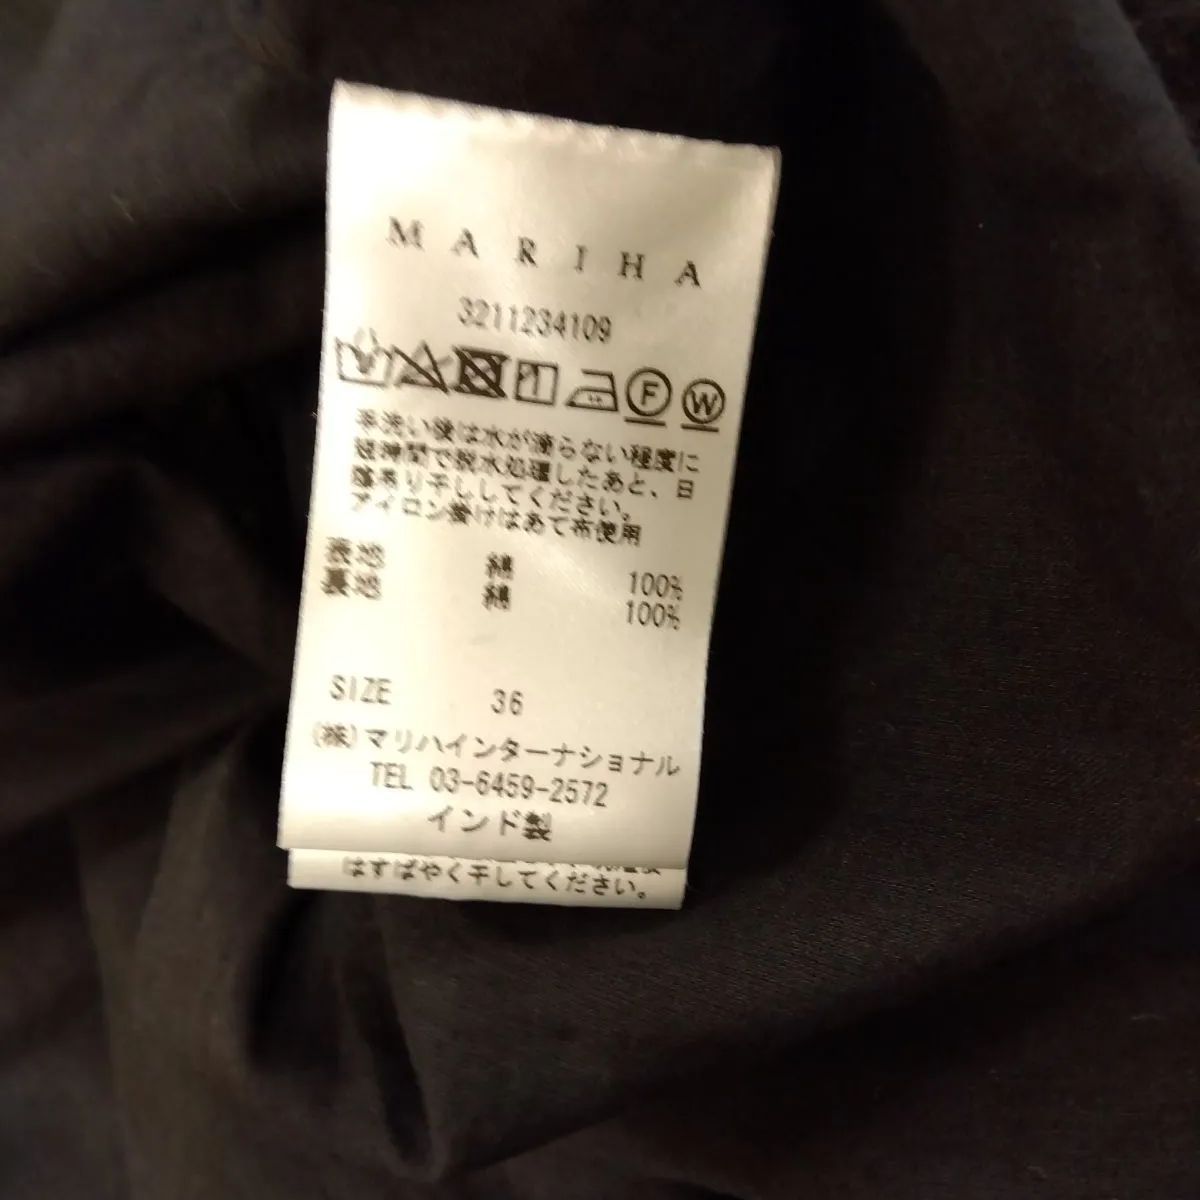 MARIHA
3211234109
F W
手洗い後は水が滴らない程度に
短時間で脱水処理したあと、日
陰吊り干ししてください。
アイロン掛けはあて布使用
表地 綿 100%
裏地 綿 100%
SIZE 36
(株)マリハインターナショナル
TEL 03-6459-2572
インド製
はすばやく干してください。